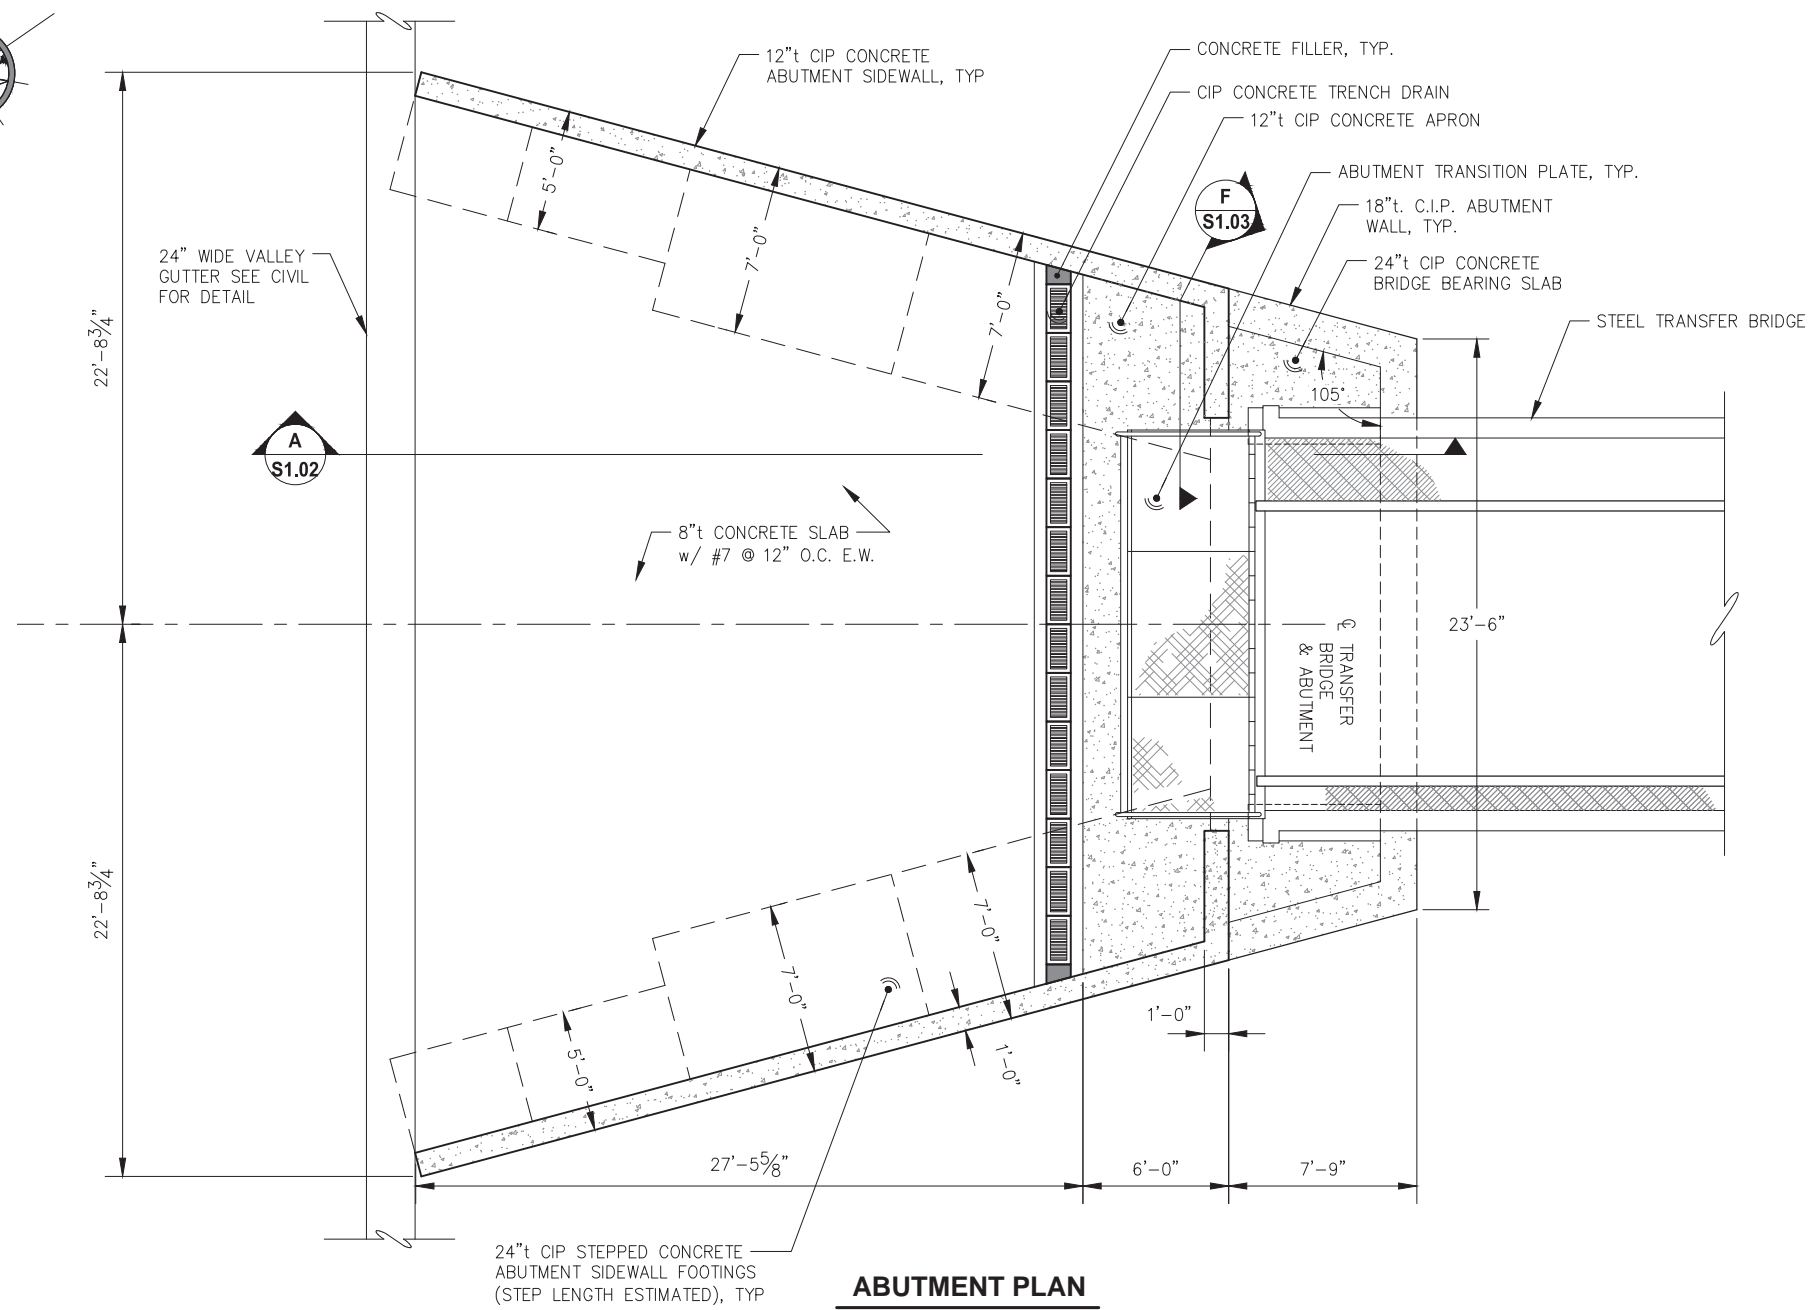 12"t CIP CONCRETE
ABUTMENT SIDEWALL, TYP
CONCRETE FILLER, TYP.
CIP CONCRETE TRENCH DRAIN
12"t CIP CONCRETE APRON
ABUTMENT TRANSITION PLATE, TYP.
18"t. C.I.P. ABUTMENT
WALL, TYP.
24"t CIP CONCRETE
BRIDGE BEARING SLAB
STEEL TRANSFER BRIDGE
F
S1.03
24" WIDE VALLEY
GUTTER SEE CIVIL
FOR DETAIL
5'-0"
7'-0"
7'-0"
22'-8¾"
105°
A
S1.02
8"t CONCRETE SLAB
w/ #7 @ 12" O.C. E.W.
℄ TRANSFER
BRIDGE
& ABUTMENT
23'-6"
22'-8¾"
7'-0"
7'-0"
5'-0"
1'-0"
1'-0"
27'-5⅝"
6'-0"
7'-9"
24"t CIP STEPPED CONCRETE
ABUTMENT SIDEWALL FOOTINGS
(STEP LENGTH ESTIMATED), TYP
ABUTMENT PLAN